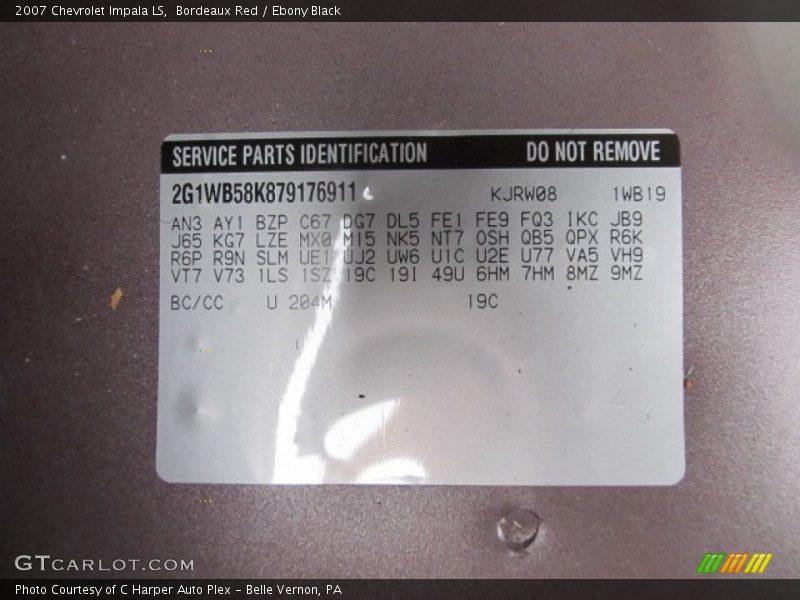 2007 Chevrolet Impala LS, Bordeaux Red / Ebony Black
SERVICE PARTS IDENTIFICATION DO NOT REMOVE
2G1WB58K879176911 KJRW08 1WB19
AN3 AY1 BZP C67 DG7 DL5 FE1 FE9 FQ3 IKC JB9
J65 KG7 LZE MX0 M15 NK5 NT7 OSH QB5 QPX R6K
R6P R9N SLM UE1 UJ2 UW6 U1C U2E U77 VA5 VH9
VT7 V73 1LS 1SZ 19C 19I 49U 6HM 7HM 8MZ 9MZ
BC/CC U 204M 19C
GTCARLOT.COM
Photo Courtesy of C Harper Auto Plex - Belle Vernon, PA